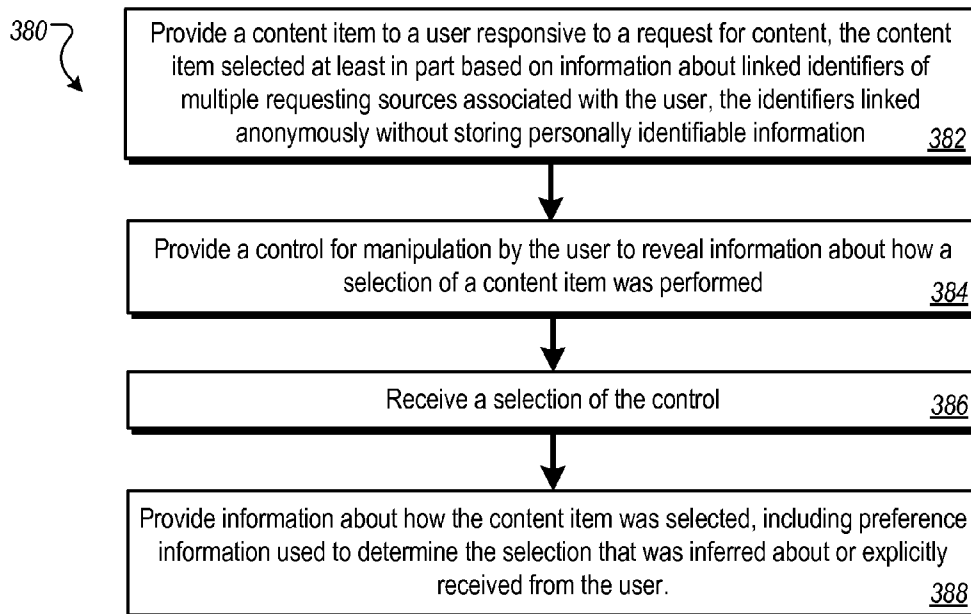 380
Provide a content item to a user responsive to a request for content, the content
item selected at least in part based on information about linked identifiers of
multiple requesting sources associated with the user, the identifiers linked
anonymously without storing personally identifiable information
382
Provide a control for manipulation by the user to reveal information about how a
selection of a content item was performed
384
Receive a selection of the control
386
Provide information about how the content item was selected, including preference
information used to determine the selection that was inferred about or explicitly
received from the user.
388